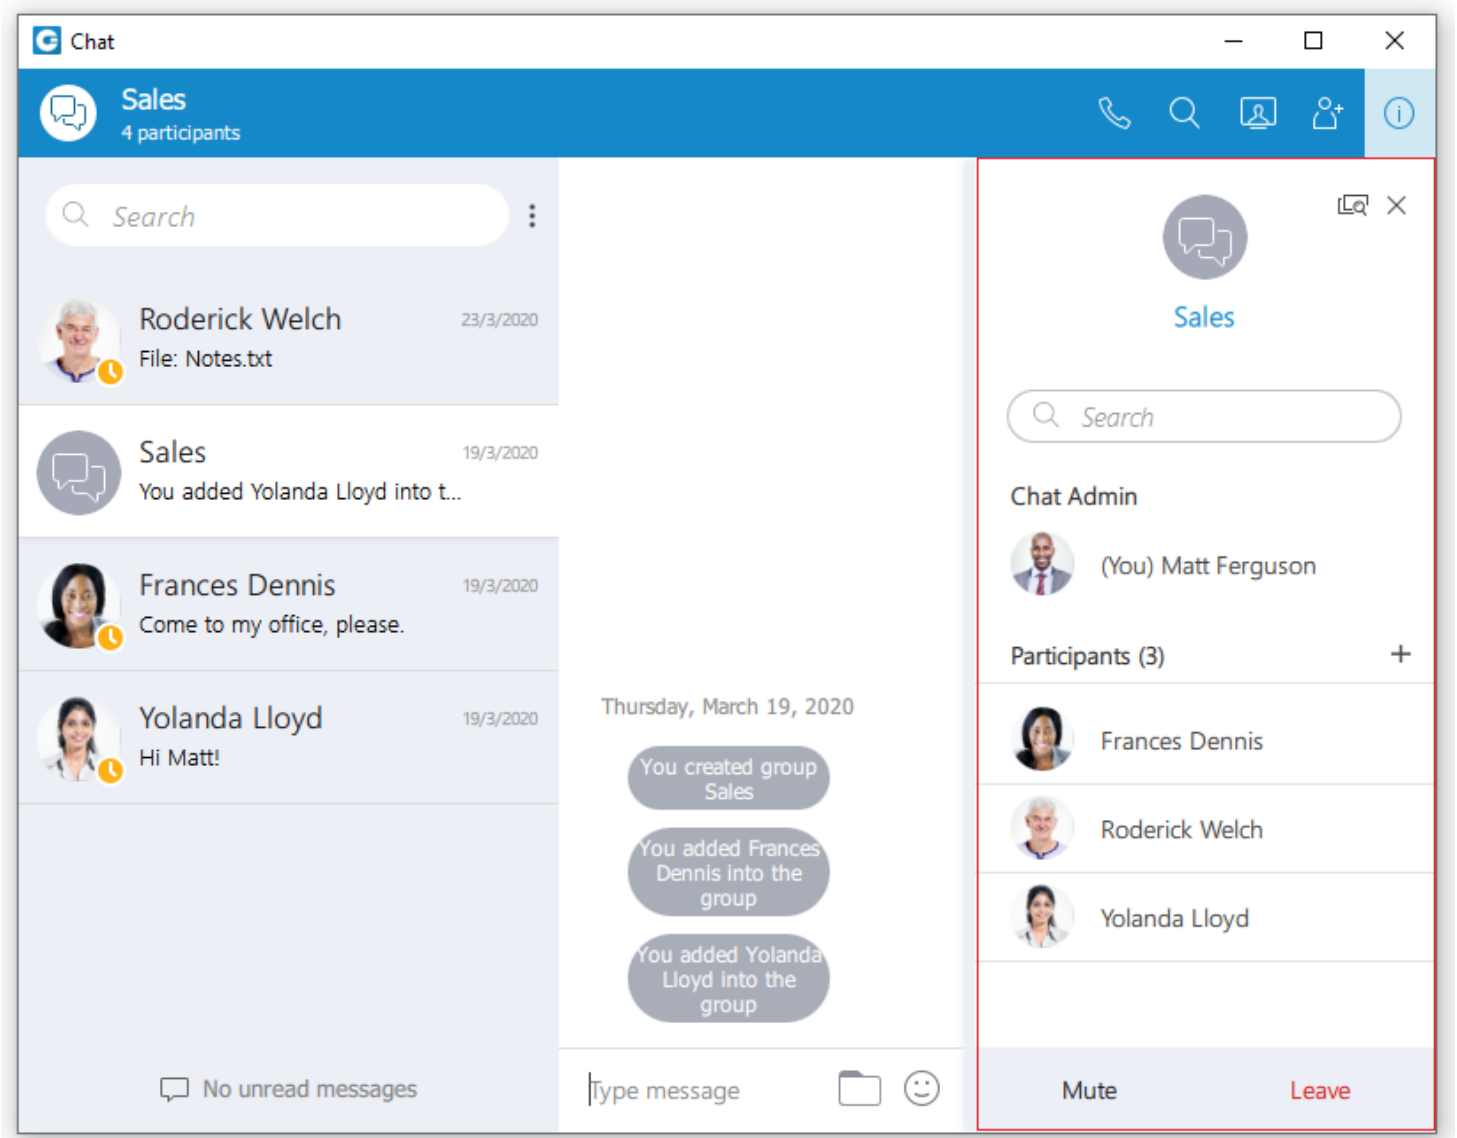 Chat
Sales
4 participants
Search
Roderick Welch
23/3/2020
File: Notes.txt
Sales
19/3/2020
You added Yolanda Lloyd into t...
Frances Dennis
19/3/2020
Come to my office, please.
Yolanda Lloyd
19/3/2020
Hi Matt!
No unread messages
Thursday, March 19, 2020
You created group
Sales
You added Frances
Dennis into the
group
You added Yolanda
Lloyd into the
group
Type message
Sales
Search
Chat Admin
(You) Matt Ferguson
Participants (3)
Frances Dennis
Roderick Welch
Yolanda Lloyd
Mute
Leave